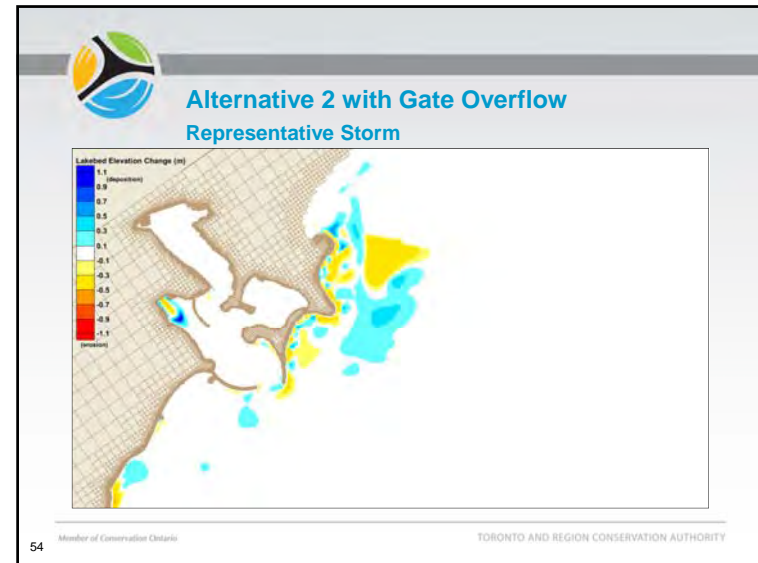 Alternative 2 with Gate Overflow
Representative Storm
Lakebed Elevation Change (m)
1.1
(deposition)
0.9
0.7
0.5
0.3
0.1
-0.1
-0.3
-0.5
-0.7
-0.9
-1.1
(erosion)
54
Member of Conservation Ontario
TORONTO AND REGION CONSERVATION AUTHORITY